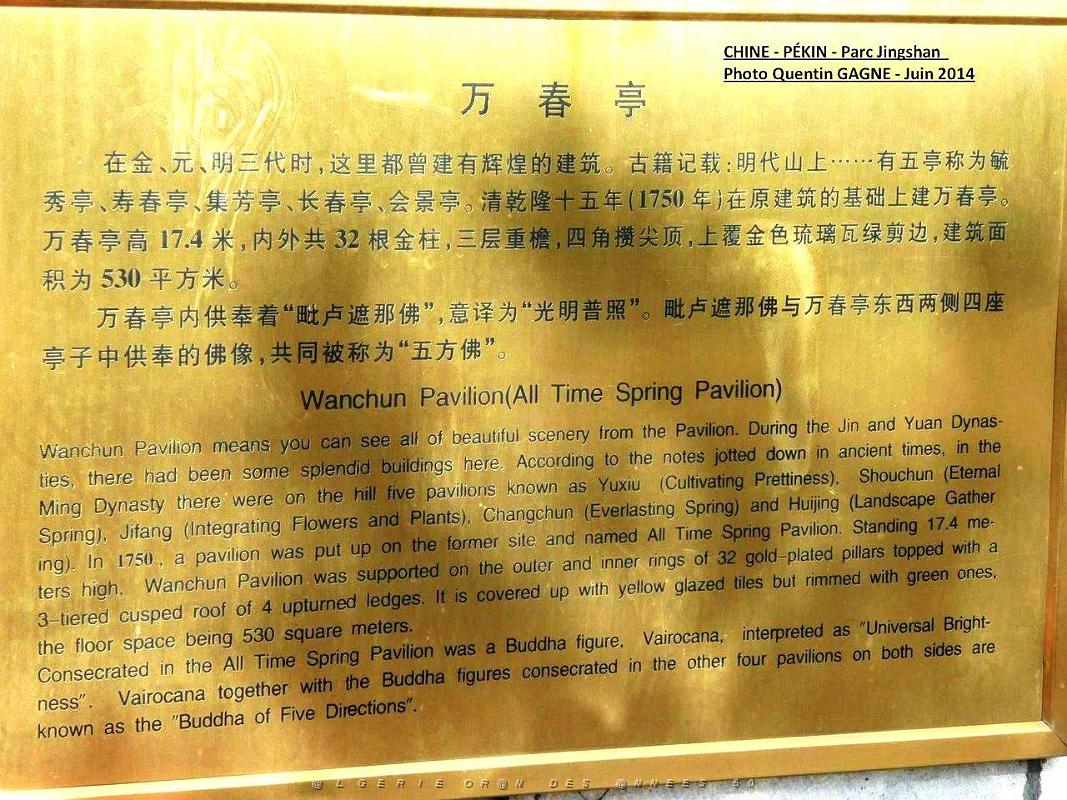 CHINE - PÉKIN - Parc Jingshan
Photo Quentin GAGNE - Juin 2014
万春亭
在金、元、明三代时,这里都曾建有辉煌的建筑。古籍记载:明代山上……有五亭称为毓
秀亭、寿春亭、集芳亭、长春亭、会景亭。清乾隆十五年(1750 年)在原建筑的基础上建万春亭。
万春亭高 17.4 米,内外共 32 根金柱,三层重檐,四角攒尖顶,上覆金色琉璃瓦绿剪边,建筑面
积为 530 平方米。
万春亭内供奉着“毗卢遮那佛”,意译为“光明普照”。毗卢遮那佛与万春亭东西两侧四座
亭子中供奉的佛像,共同被称为“五方佛”。
Wanchun Pavilion(All Time Spring Pavilion)
Wanchun Pavilion means you can see all of beautiful scenery from the Pavilion. During the Jin and Yuan Dynas-
ties, there had been some splendid buildings here. According to the notes jotted down in ancient times, in the
Ming Dynasty there were on the hill five pavilions known as Yuxiu (Cultivating Prettiness), Shouchun (Eternal
Spring), Jifang (Integrating Flowers and Plants), Changchun (Everlasting Spring) and Huijing (Landscape Gather
ing). In 1750, a pavilion was put up on the former site and named All Time Spring Pavilion. Standing 17.4 me-
ters high, Wanchun Pavilion was supported on the outer and inner rings of 32 gold-plated pillars topped with a
3-tiered cusped roof of 4 upturned ledges. It is covered up with yellow glazed tiles but rimmed with green ones,
the floor space being 530 square meters.
Consecrated in the All Time Spring Pavilion was a Buddha figure, Vairocana, interpreted as "Universal Bright-
ness". Vairocana together with the Buddha figures consecrated in the other four pavilions on both sides are
known as the "Buddha of Five Directions".
@LGERIE OR@N DES @NNEES 50